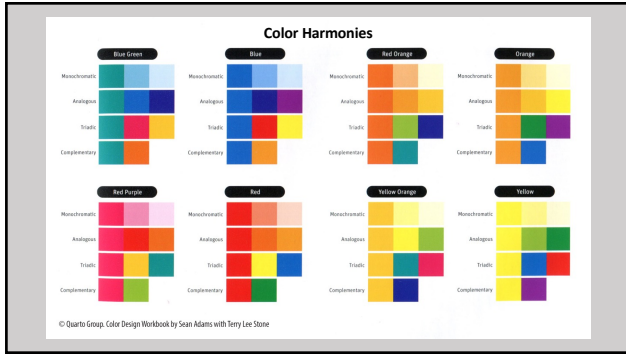 Color Harmonies
Blue Green
Monochromatic
Analogous
Triadic
Complementary
Blue
Monochromatic
Analogous
Triadic
Complementary
Red Orange
Monochromatic
Analogous
Triadic
Complementary
Orange
Monochromatic
Analogous
Triadic
Complementary
Red Purple
Monochromatic
Analogous
Triadic
Complementary
Red
Monochromatic
Analogous
Triadic
Complementary
Yellow Orange
Monochromatic
Analogous
Triadic
Complementary
Yellow
Monochromatic
Analogous
Triadic
Complementary
© Quarto Group. Color Design Workbook by Sean Adams with Terry Lee Stone